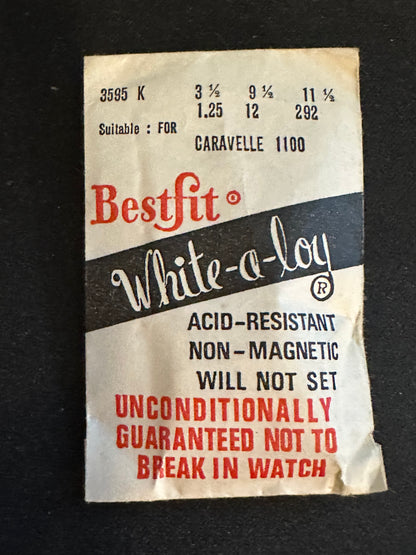 3595 K 3 ½ 9 ½ 11 ½
1.25 12 292
Suitable : FOR CARAVELLE 1100
Bestfit ®
White-a-loy ®
ACID-RESISTANT
NON-MAGNETIC
WILL NOT SET
UNCONDITIONALLY
GUARANTEED NOT TO
BREAK IN WATCH